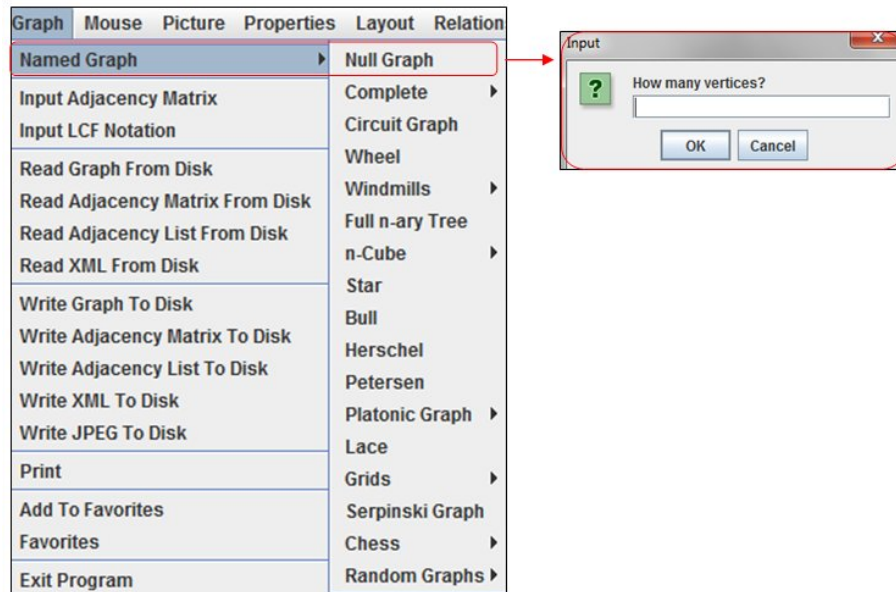 Graph Mouse Picture Properties Layout Relation
Named Graph
Input Adjacency Matrix
Input LCF Notation
Read Graph From Disk
Read Adjacency Matrix From Disk
Read Adjacency List From Disk
Read XML From Disk
Write Graph To Disk
Write Adjacency Matrix To Disk
Write Adjacency List To Disk
Write XML To Disk
Write JPEG To Disk
Print
Add To Favorites
Favorites
Exit Program
Null Graph
Complete
Circuit Graph
Wheel
Windmills
Full n-ary Tree
n-Cube
Star
Bull
Herschel
Petersen
Platonic Graph
Lace
Grids
Serpinski Graph
Chess
Random Graphs
Input
X
?
How many vertices?
OK Cancel